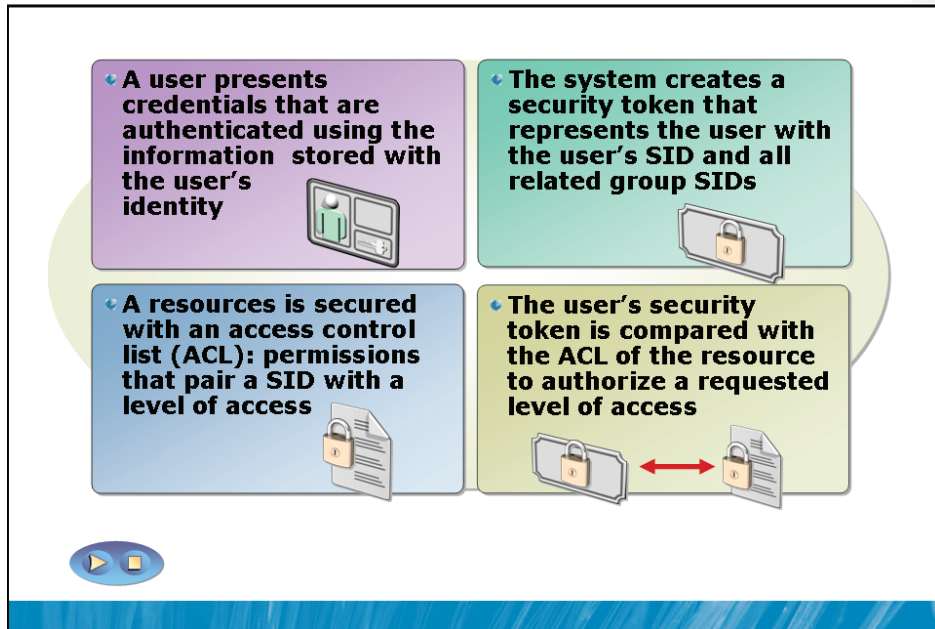 A user presents
credentials that are
authenticated using the
information stored with
the user's
identity
The system creates a
security token that
represents the user with
the user's SID and all
related group SIDs
A resources is secured
with an access control
list (ACL): permissions
that pair a SID with a
level of access
The user's security
token is compared with
the ACL of the resource
to authorize a requested
level of access